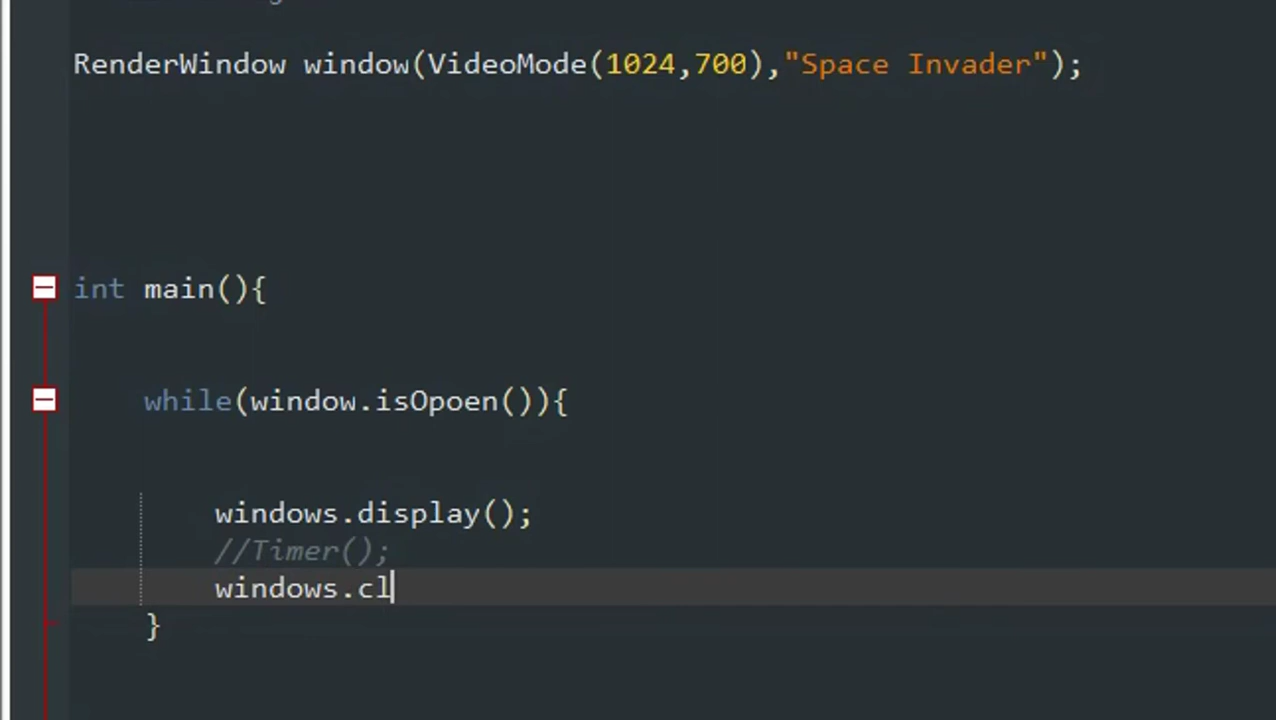 RenderWindow window(VideoMode(1024,700),"Space Invader");
int main(){
while(window.isOpoen()){
windows.display();
//Timer();
windows.cl
}